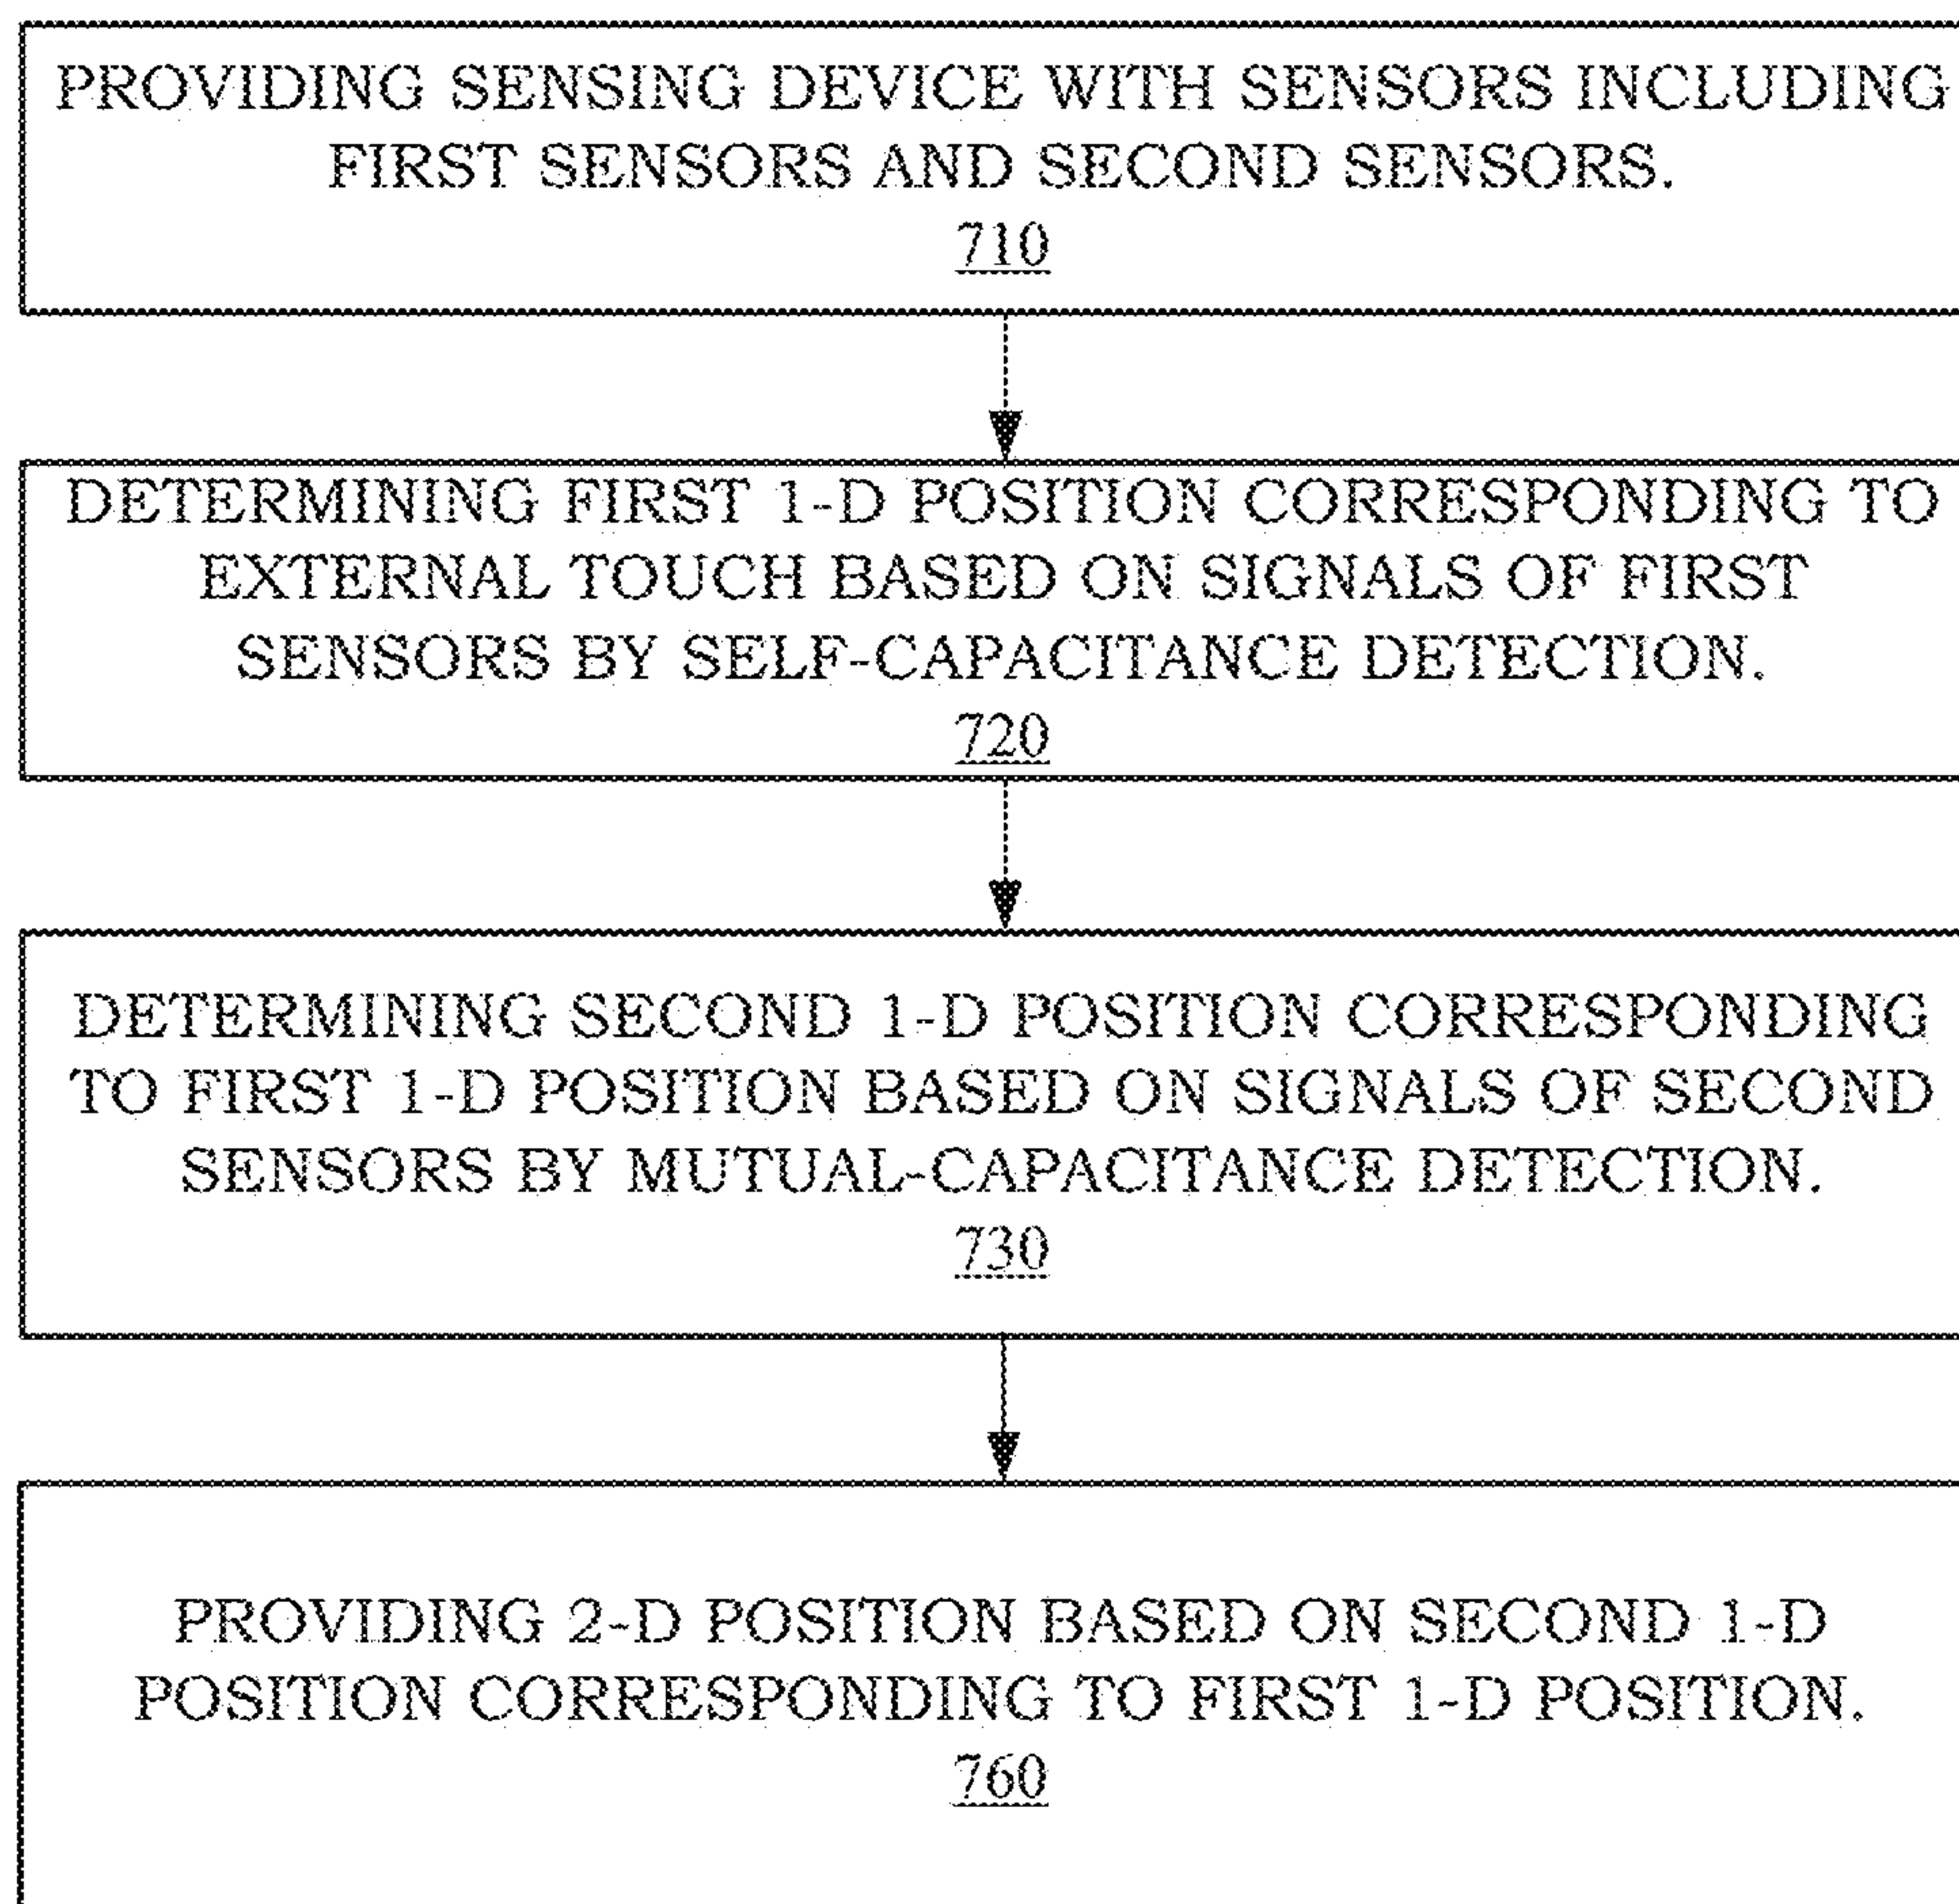 PROVIDING SENSING DEVICE WITH SENSORS INCLUDING
FIRST SENSORS AND SECOND SENSORS.
710
DETERMINING FIRST 1-D POSITION CORRESPONDING TO
EXTERNAL TOUCH BASED ON SIGNALS OF FIRST
SENSORS BY SELF-CAPACITANCE DETECTION.
720
DETERMINING SECOND 1-D POSITION CORRESPONDING
TO FIRST 1-D POSITION BASED ON SIGNALS OF SECOND
SENSORS BY MUTUAL-CAPACITANCE DETECTION.
730
PROVIDING 2-D POSITION BASED ON SECOND 1-D
POSITION CORRESPONDING TO FIRST 1-D POSITION.
760